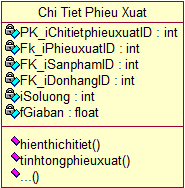 Chi Tiet Phieu Xuat
PK_iChitietphieuxuatID : int
Fk_iPhieuxuatID : int
FK_iSanphamID : int
FK_iDonhangID : int
iSoluong : int
fGiaban : float
hienthichitiet()
tinhtongphieuxuat()
...()